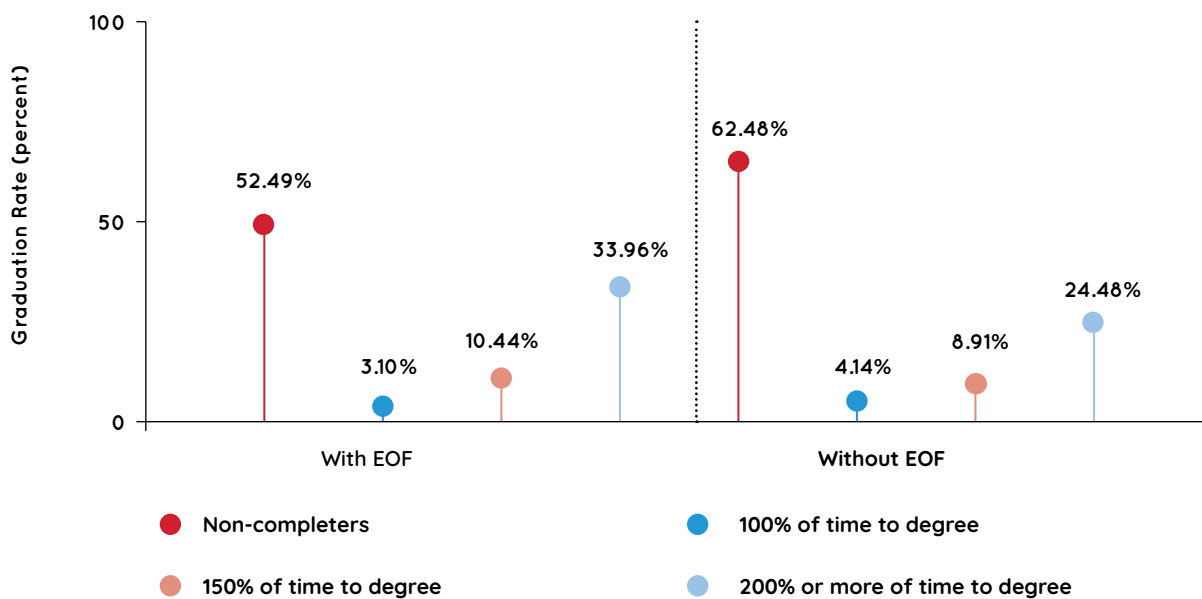 Graduation Rate (percent)
100
50
0
52.49%
3.10%
10.44%
33.96%
62.48%
4.14%
8.91%
24.48%
With EOF
Without EOF
Non-completers
100% of time to degree
150% of time to degree
200% or more of time to degree